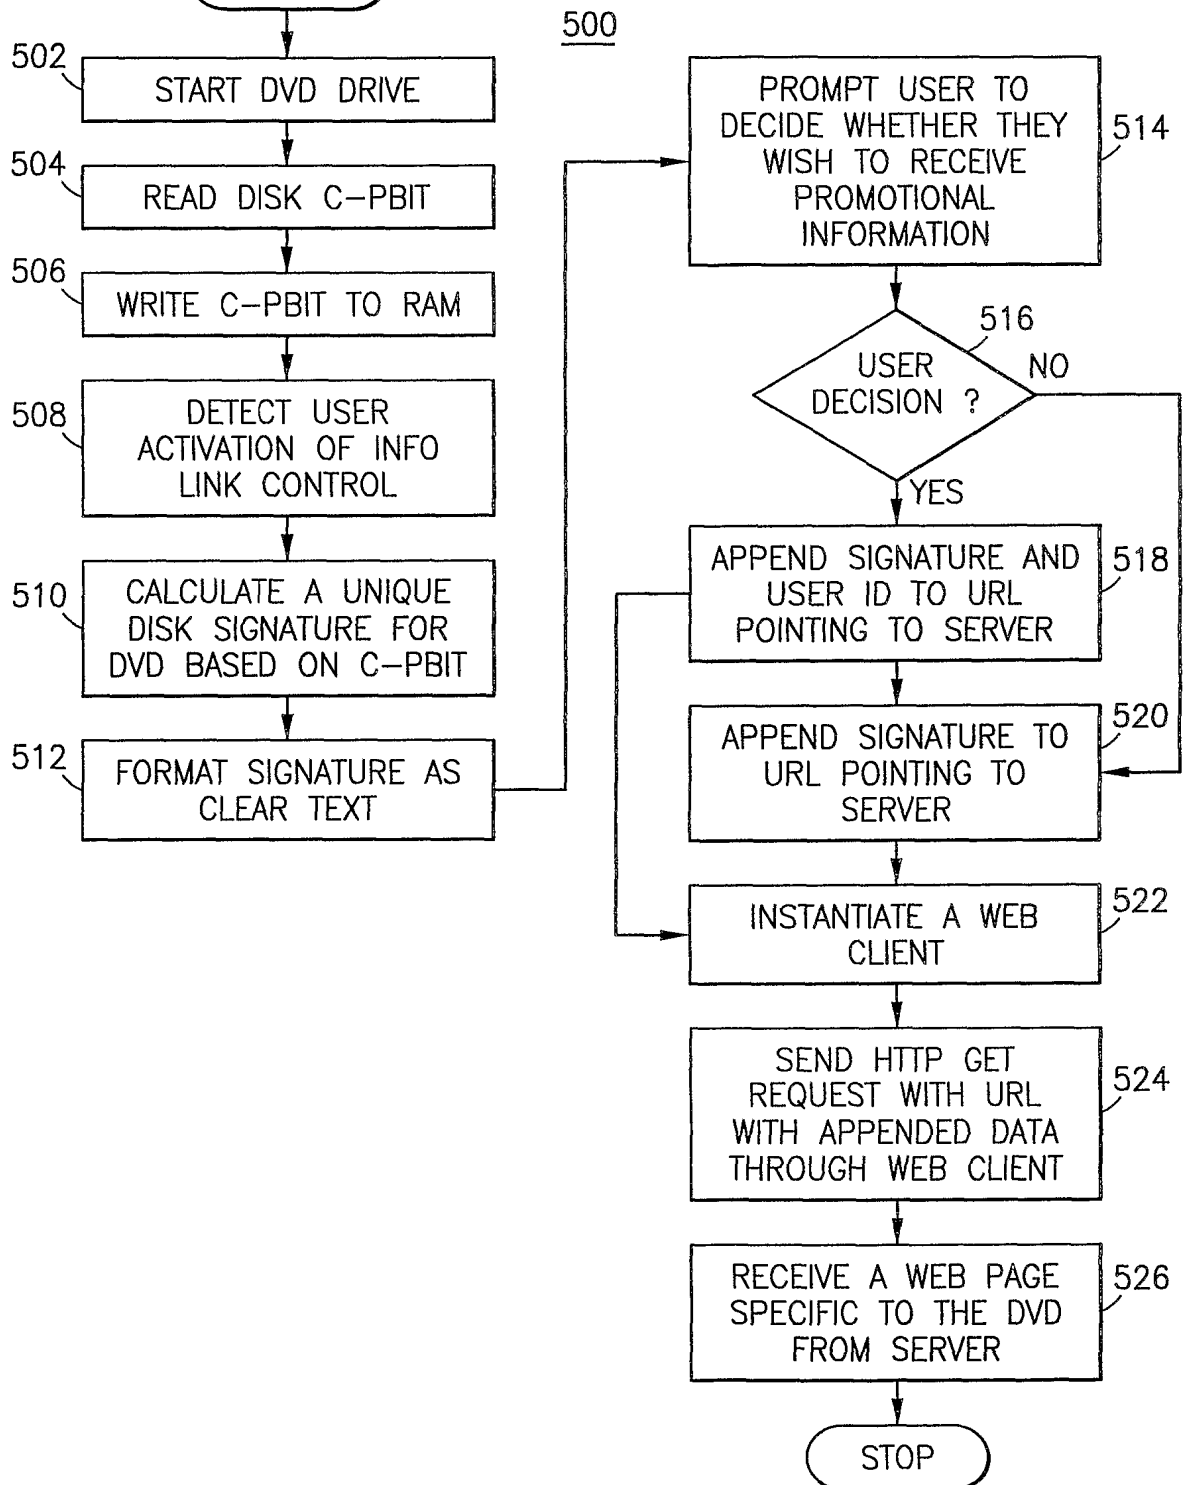 500
502
START DVD DRIVE
504
READ DISK C-PBIT
506
WRITE C-PBIT TO RAM
508
DETECT USER
ACTIVATION OF INFO
LINK CONTROL
510
CALCULATE A UNIQUE
DISK SIGNATURE FOR
DVD BASED ON C-PBIT
512
FORMAT SIGNATURE AS
CLEAR TEXT
PROMPT USER TO
DECIDE WHETHER THEY
WISH TO RECEIVE
PROMOTIONAL
INFORMATION
514
516
USER
DECISION ?
NO
YES
APPEND SIGNATURE AND
USER ID TO URL
POINTING TO SERVER
518
APPEND SIGNATURE TO
URL POINTING TO
SERVER
520
INSTANTIATE A WEB
CLIENT
522
SEND HTTP GET
REQUEST WITH URL
WITH APPENDED DATA
THROUGH WEB CLIENT
524
RECEIVE A WEB PAGE
SPECIFIC TO THE DVD
FROM SERVER
526
STOP